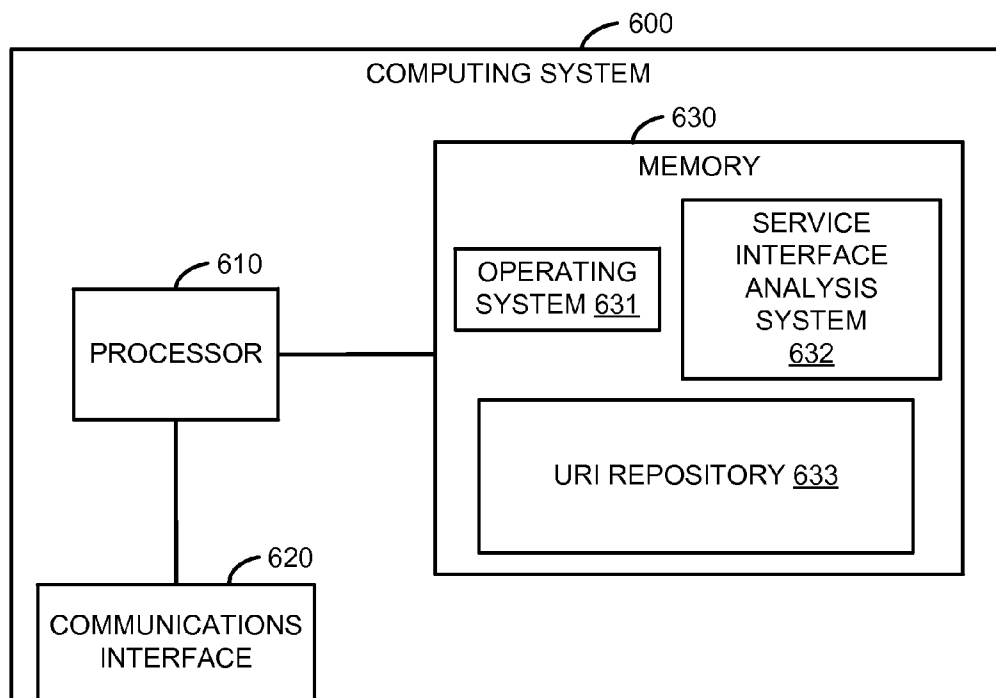 600
COMPUTING SYSTEM
630
MEMORY
SERVICE
INTERFACE
ANALYSIS
SYSTEM
632
OPERATING
SYSTEM 631
610
PROCESSOR
URI REPOSITORY 633
620
COMMUNICATIONS
INTERFACE